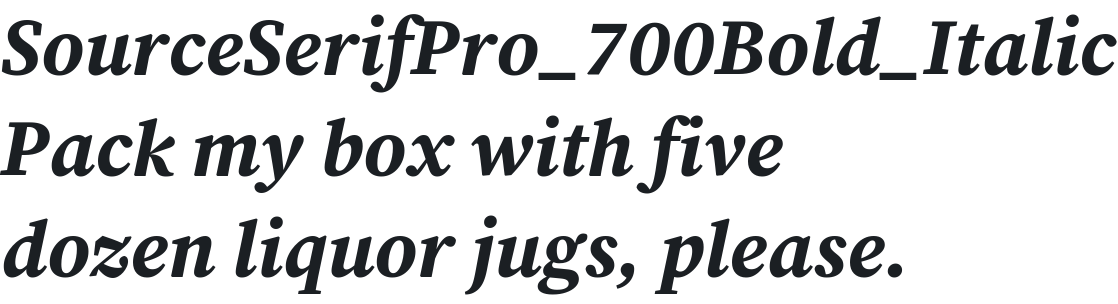 SourceSerifPro_700Bold_Italic
Pack my box with five
dozen liquor jugs, please.